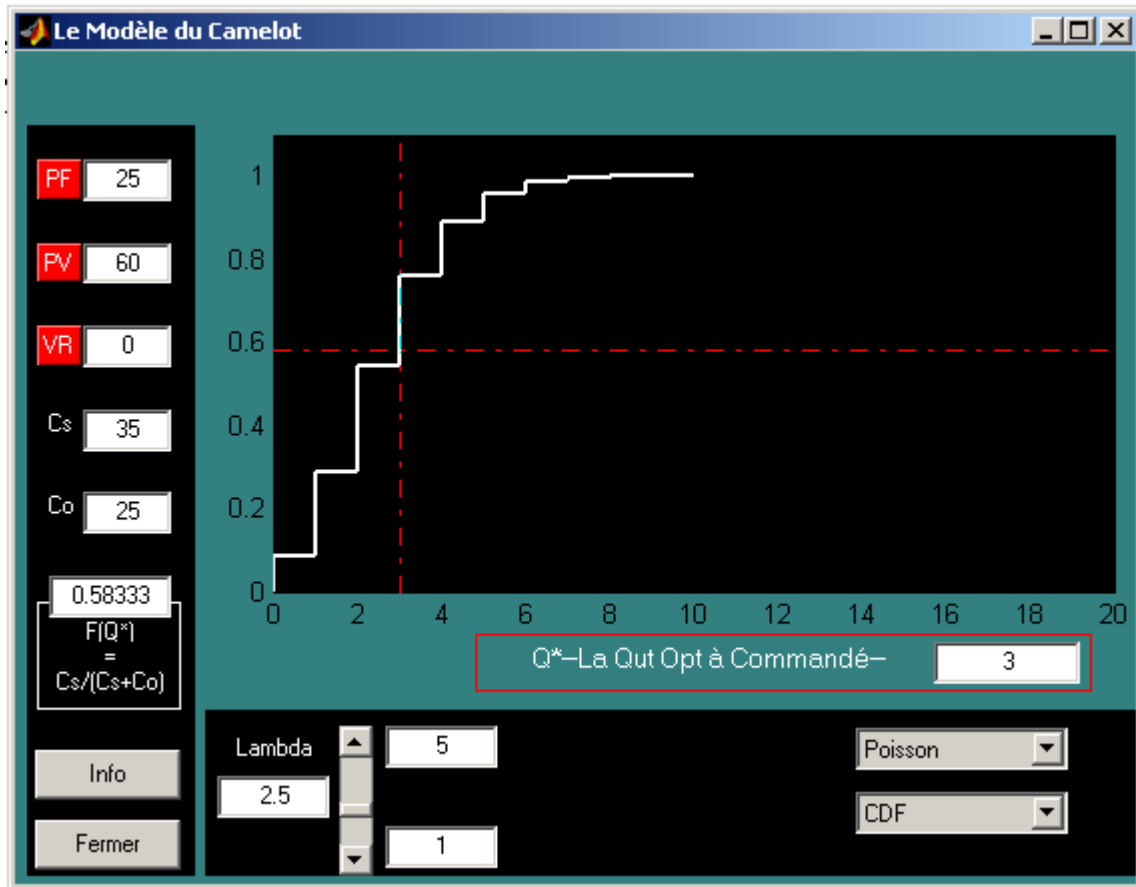 Le Modèle du Camelot
PF 25
PV 60
VR 0
Cs 35
Co 25
0.58333
F(Q*)
=
Cs/(Cs+Co)
Info
Fermer
1
0.8
0.6
0.4
0.2
0
0 2 4 6 8 10 12 14 16 18 20
Q*–La Qut Opt à Commandé– 3
Lambda
2.5
5
1
Poisson
CDF